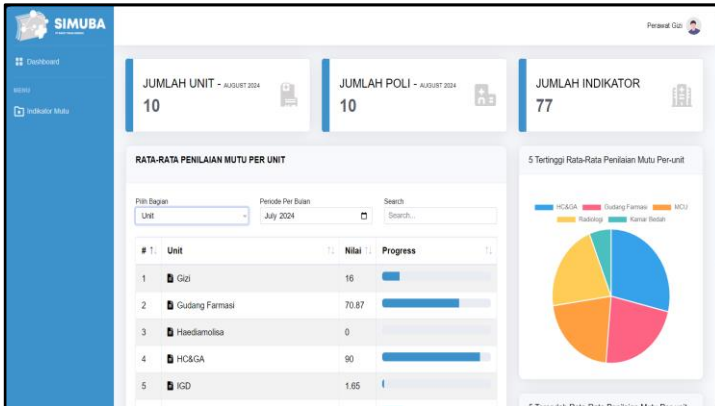 SIMUBA
Perawat Gizi
Dashboard
MENU
Indikator Mutu
JUMLAH UNIT - AUGUST 2024
10
JUMLAH POLI - AUGUST 2024
10
JUMLAH INDIKATOR
77
RATA-RATA PENILAIAN MUTU PER UNIT
Pilih Bagian
Unit
Periode Per Bulan
July 2024
Search
Search...
# Unit Nilai Progress
1 Gizi 16
2 Gudang Farmasi 70.87
3 Haediamolisa 0
4 HC&GA 90
5 IGD 1.65
5 Tertinggi Rata-Rata Penilaian Mutu Per-unit
HC&GA Gudang Farmasi MCU
Radiologi Kamar Bedah